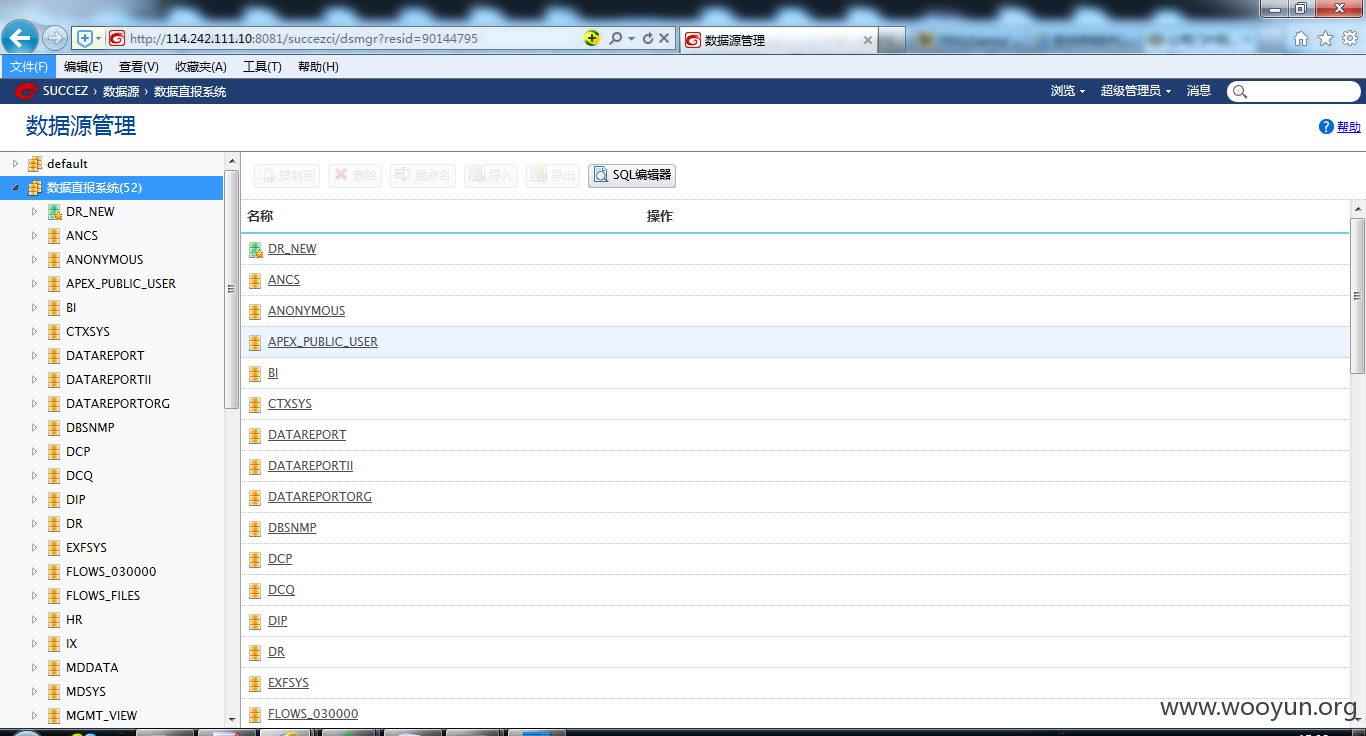 http://114.242.111.10:8081/succezci/dsmgr?resid=90144795
数据源管理
文件(F) 编辑(E) 查看(V) 收藏夹(A) 工具(T) 帮助(H)
SUCCEZ › 数据源 › 数据直报系统 浏览 超级管理员 消息
数据源管理
帮助
default
数据直报系统(52)
DR_NEW
ANCS
ANONYMOUS
APEX_PUBLIC_USER
BI
CTXSYS
DATAREPORT
DATAREPORTII
DATAREPORTORG
DBSNMP
DCP
DCQ
DIP
DR
EXFSYS
FLOWS_030000
FLOWS_FILES
HR
IX
MDDATA
MDSYS
MGMT_VIEW
复制到 删除 重命名 导入 导出 SQL编辑器
名称 操作
DR_NEW
ANCS
ANONYMOUS
APEX_PUBLIC_USER
BI
CTXSYS
DATAREPORT
DATAREPORTII
DATAREPORTORG
DBSNMP
DCP
DCQ
DIP
DR
EXFSYS
FLOWS_030000
www.wooyun.org